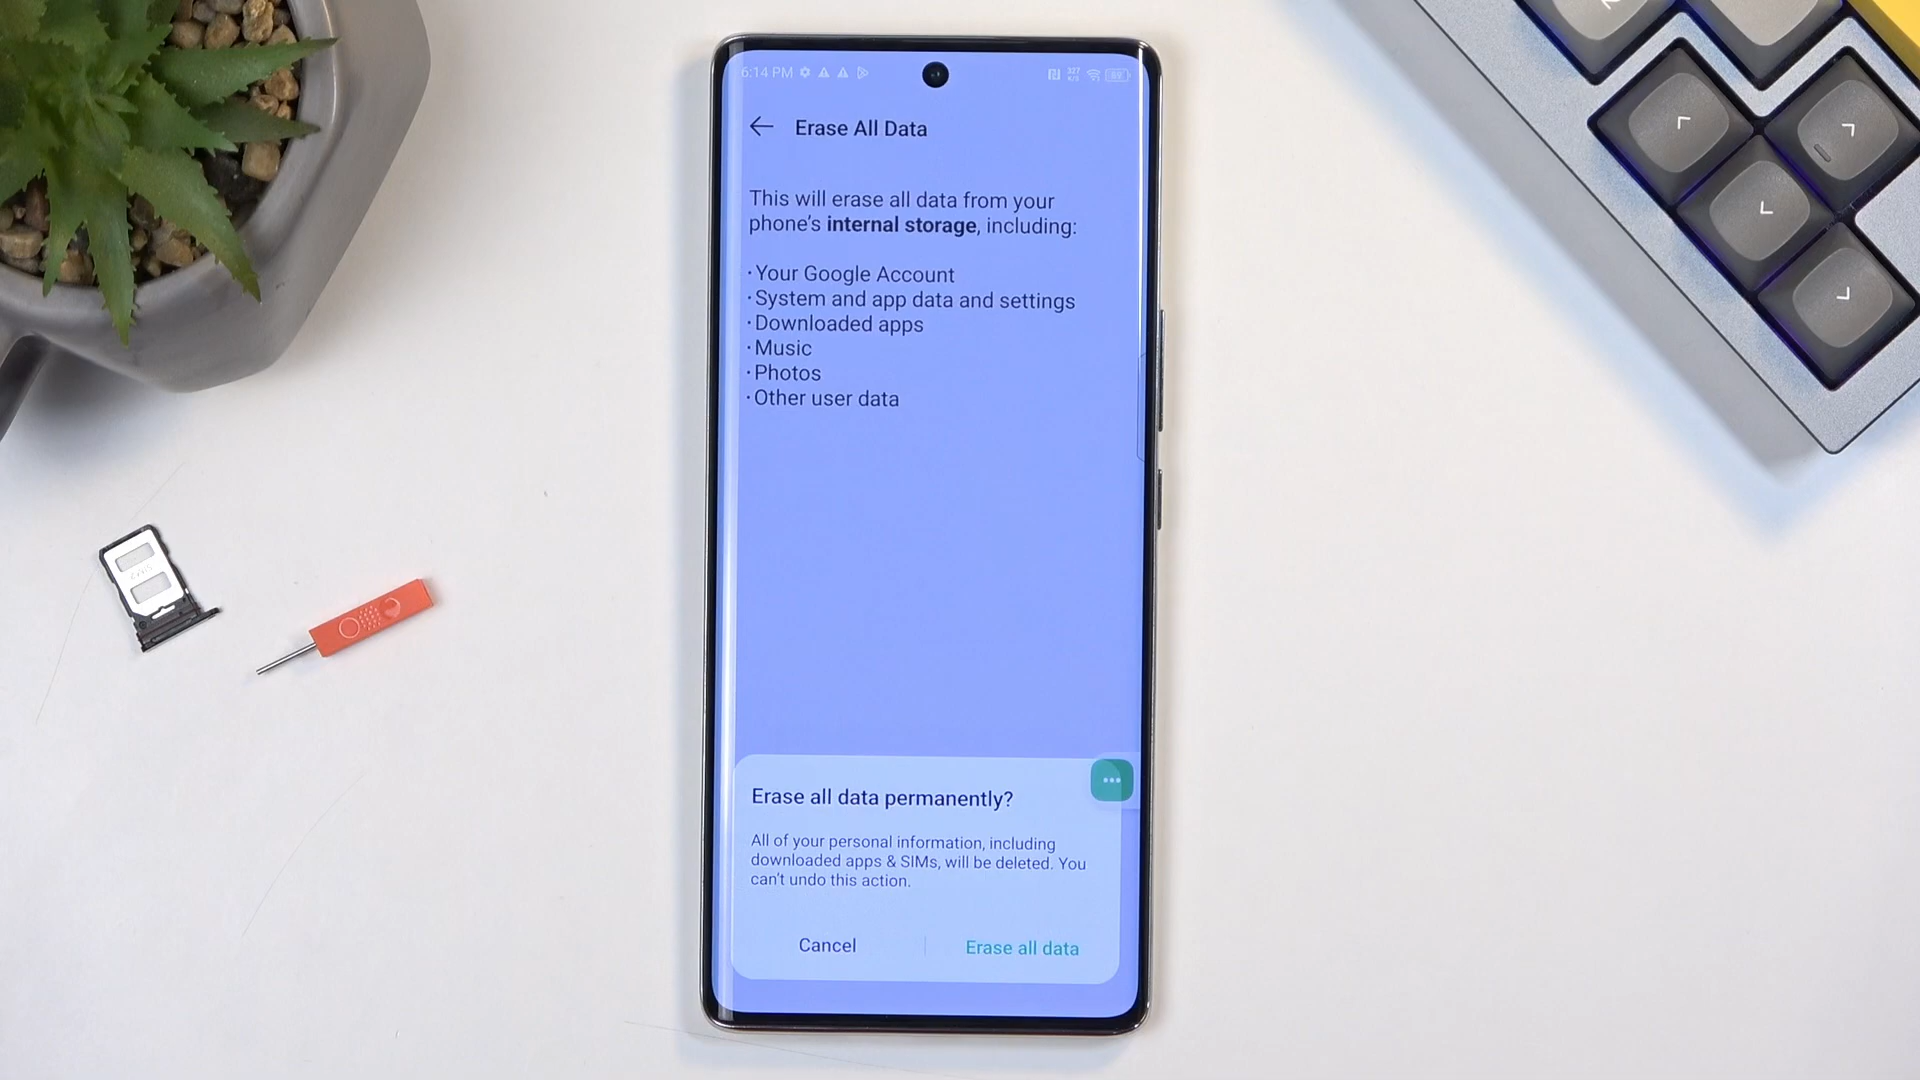 6:14 PM
327
K/S
89
Erase All Data
This will erase all data from your
phone's internal storage, including:
·Your Google Account
·System and app data and settings
·Downloaded apps
·Music
·Photos
·Other user data
Erase all data permanently?
All of your personal information, including
downloaded apps & SIMs, will be deleted. You
can't undo this action.
Cancel
Erase all data